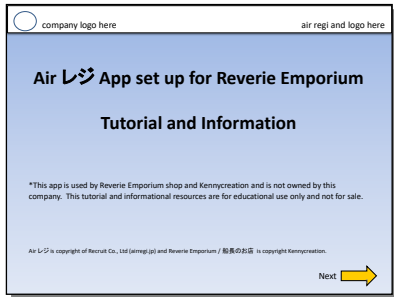 company logo here
air regi and logo here
Air レジ App set up for Reverie Emporium
Tutorial and Information
*This app is used by Reverie Emporium shop and Kennycreation and is not owned by this
company. This tutorial and informational resources are for educational use only and not for sale.
Air レジ is copyright of Recruit Co., Ltd (airregi.jp) and Reverie Emporium / 船長のお店 is copyright Kennycreation.
Next